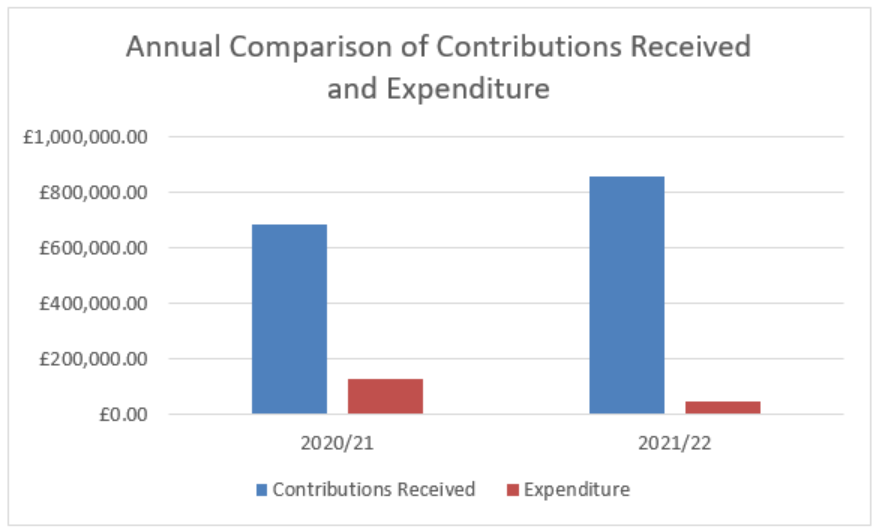 Annual Comparison of Contributions Received
and Expenditure
£1,000,000.00
£800,000.00
£600,000.00
£400,000.00
£200,000.00
£0.00
2020/21 2021/22
Contributions Received Expenditure